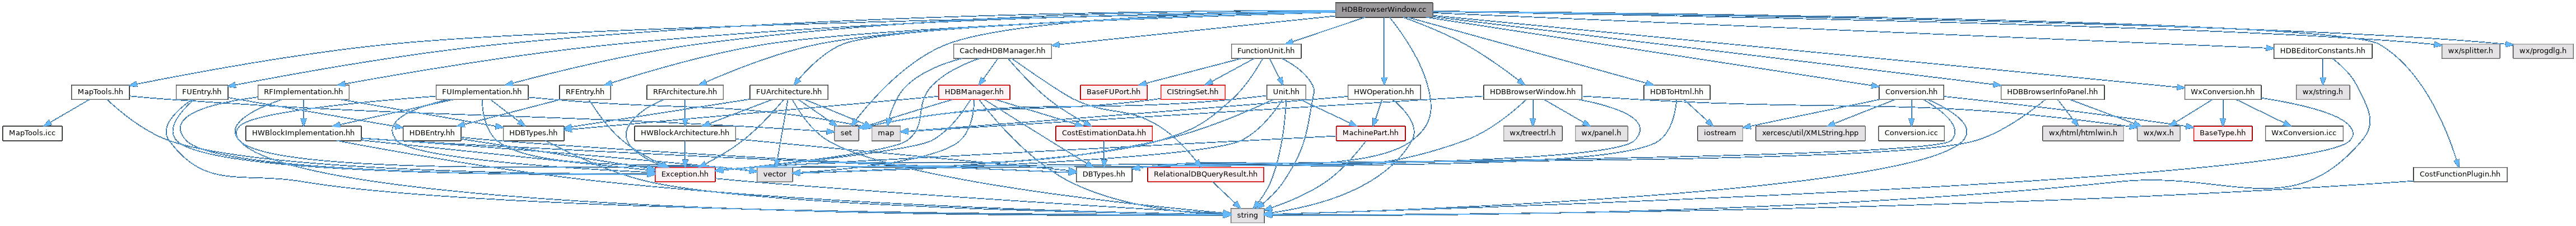 HDBBrowserWindow.cc
CachedHDBManager.hh
FunctionUnit.hh
HDBEditorConstants.hh
wx/splitter.h
wx/progdlg.h
MapTools.hh
FUEntry.hh
RFImplementation.hh
FUImplementation.hh
RFEntry.hh
RFArchitecture.hh
FUArchitecture.hh
HDBManager.hh
BaseFUPort.hh
CIStringSet.hh
Unit.hh
HWOperation.hh
HDBBrowserWindow.hh
HDBToHtml.hh
Conversion.hh
HDBBrowserInfoPanel.hh
WxConversion.hh
wx/string.h
MapTools.icc
HWBlockImplementation.hh
HDBEntry.hh
HDBTypes.hh
HWBlockArchitecture.hh
set
map
CostEstimationData.hh
MachinePart.hh
wx/treectrl.h
wx/panel.h
iostream
xercesc/util/XMLString.hpp
Conversion.icc
wx/html/htmlwin.h
wx/wx.h
BaseType.hh
WxConversion.icc
Exception.hh
vector
DBTypes.hh
RelationalDBQueryResult.hh
CostFunctionPlugin.hh
string